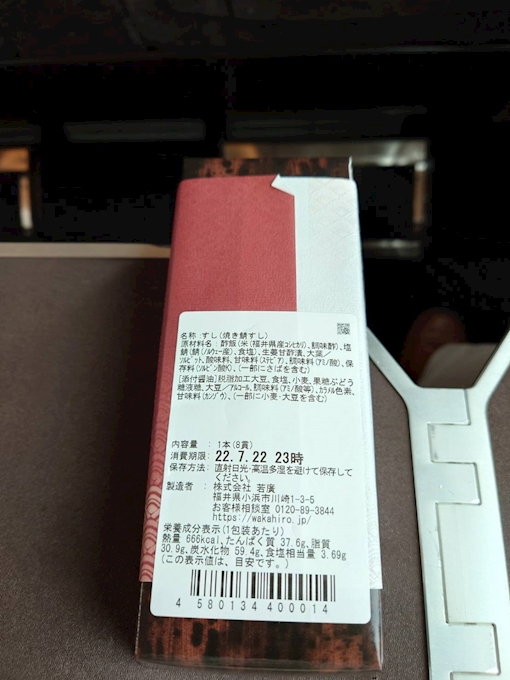 名称：すし(焼き鯖すし)
原材料名：酢飯(米(福井県産コシヒカリ)、調味酢)、塩
鯖(鯖(ノルウェー産)、食塩)、生姜甘酢漬、大葉／
ソルビット、酸味料、甘味料(ステビア)、調味料(アミノ酸)、保
存料(ソルビン酸K)、(一部にさばを含む)
[添付醤油]脱脂加工大豆、食塩、小麦、果糖ぶどう
糖液糖、大豆／アルコール、調味料(アミノ酸等)、カラメル色素、
甘味料(カンゾウ)、(一部に小麦・大豆を含む)
内容量：1本(8貫)
消費期限：22.7.22 23時
保存方法：直射日光・高温多湿を避けて保存して
ください。
製造者：株式会社 若廣
福井県小浜市川崎1-3-5
お客様相談室 0120-89-3844
https://wakahiro.jp/
栄養成分表示(1包装あたり)
熱量 666kcal、たんぱく質 37.6g、脂質
30.9g、炭水化物 59.4g、食塩相当量 3.69g
(この表示値は、目安です。)
4 580134 400014